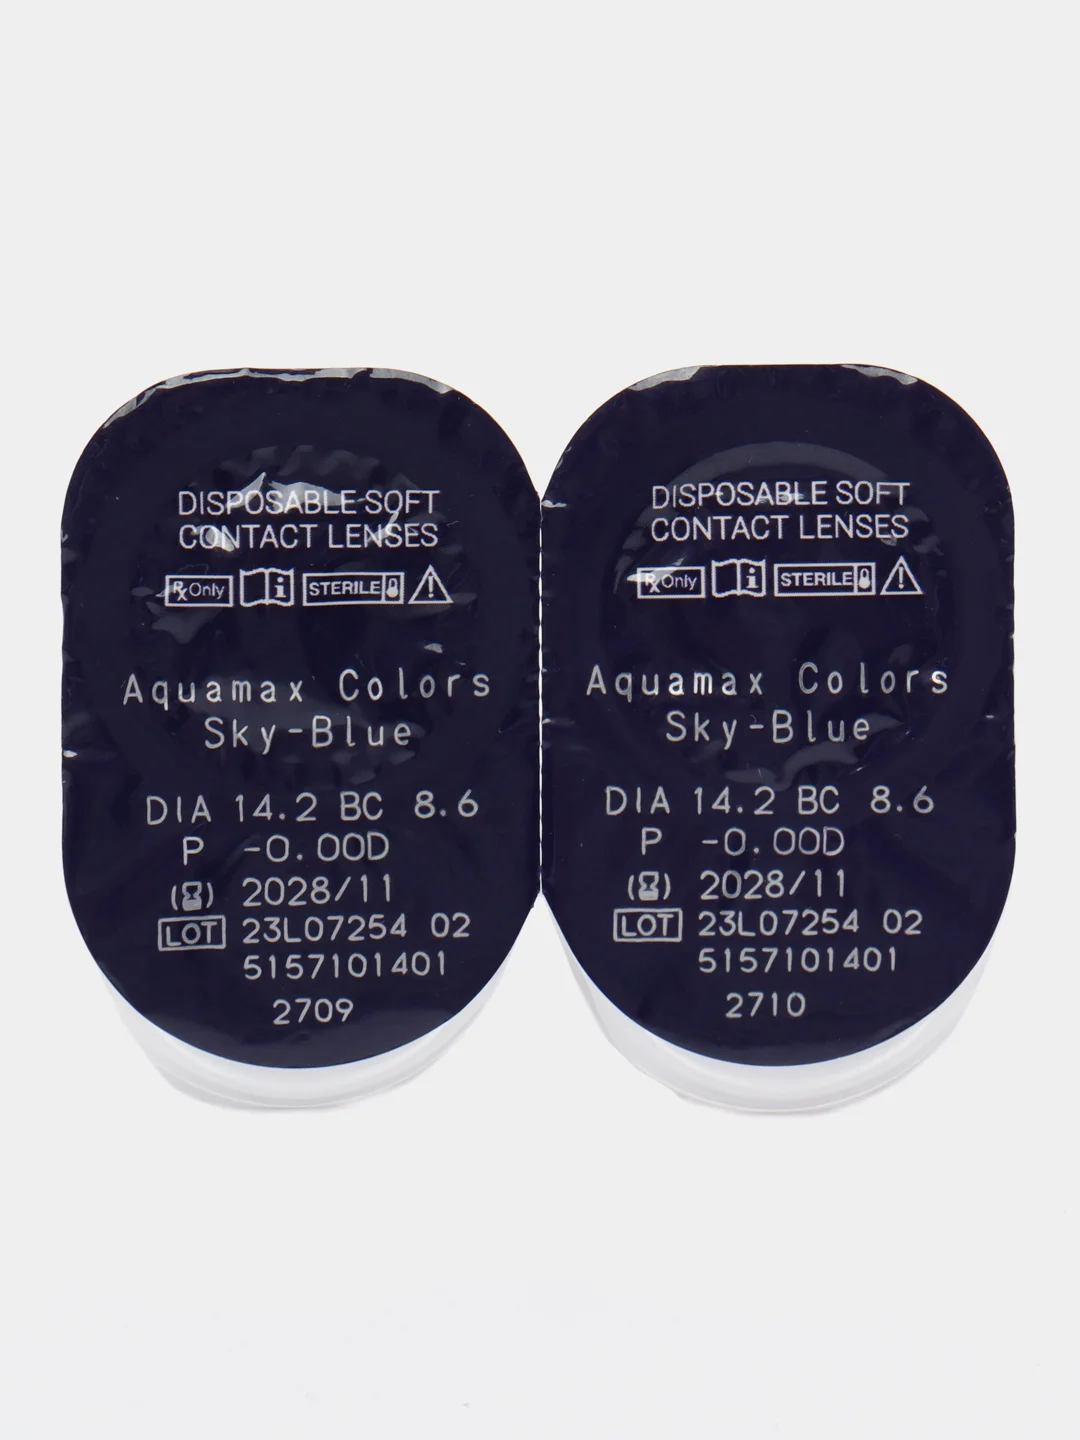 DISPOSABLE SOFT
CONTACT LENSES
Rx Only i STERILE
Aquamax Colors
Sky-Blue
DIA 14.2 BC 8.6
P -0.00D
2028/11
LOT 23L07254 02
5157101401
2709
DISPOSABLE SOFT
CONTACT LENSES
Rx Only i STERILE
Aquamax Colors
Sky-Blue
DIA 14.2 BC 8.6
P -0.00D
2028/11
LOT 23L07254 02
5157101401
2710